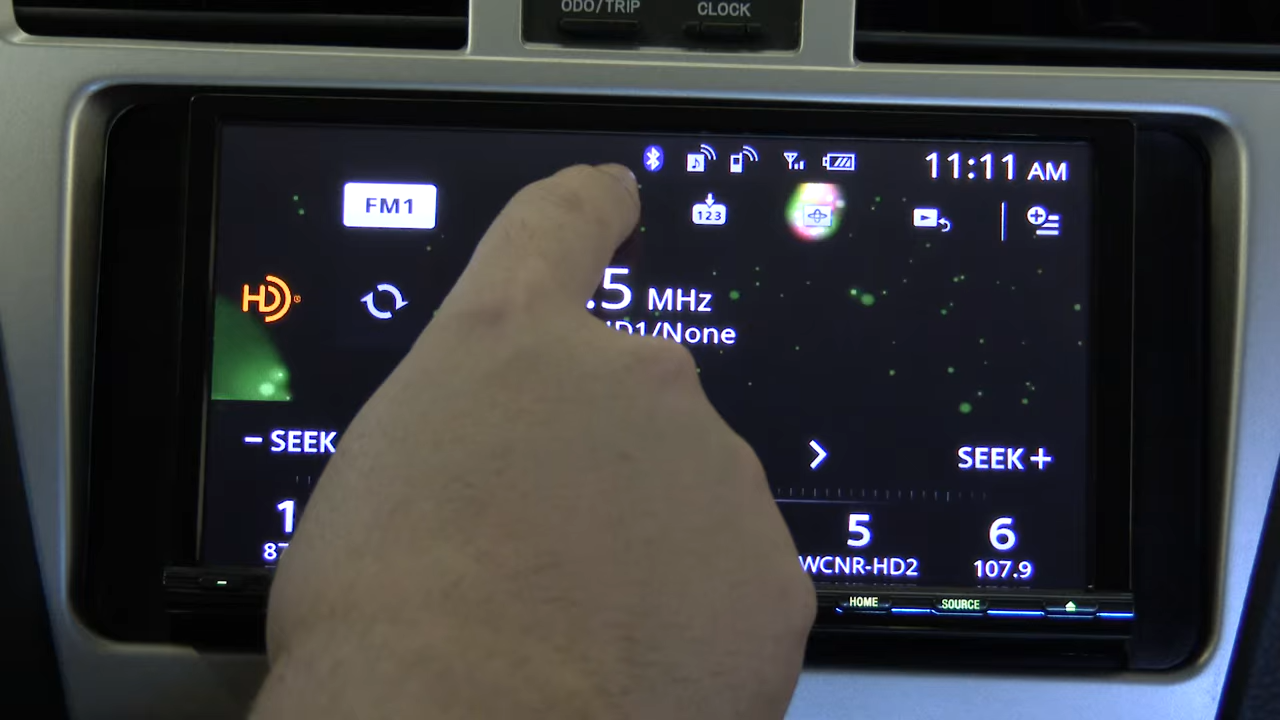 ODO/TRIP CLOCK
11:11 AM
FM1
123
HD
.5 MHz
HD1/None
− SEEK
SEEK +
1 5 6
WCNR-HD2 107.9
HOME SOURCE